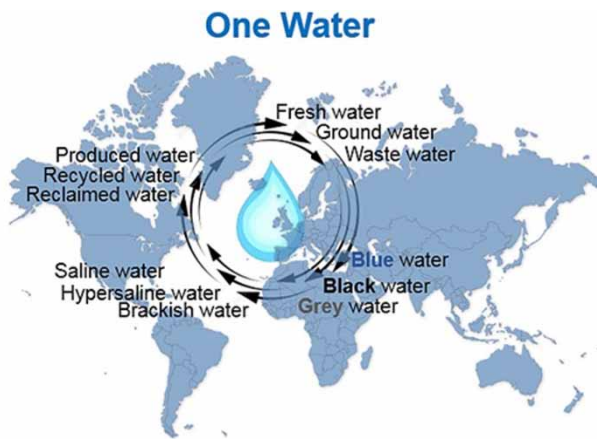 One Water
Fresh water
Ground water
Waste water
Produced water
Recycled water
Reclaimed water
Blue water
Black water
Grey water
Saline water
Hypersaline water
Brackish water